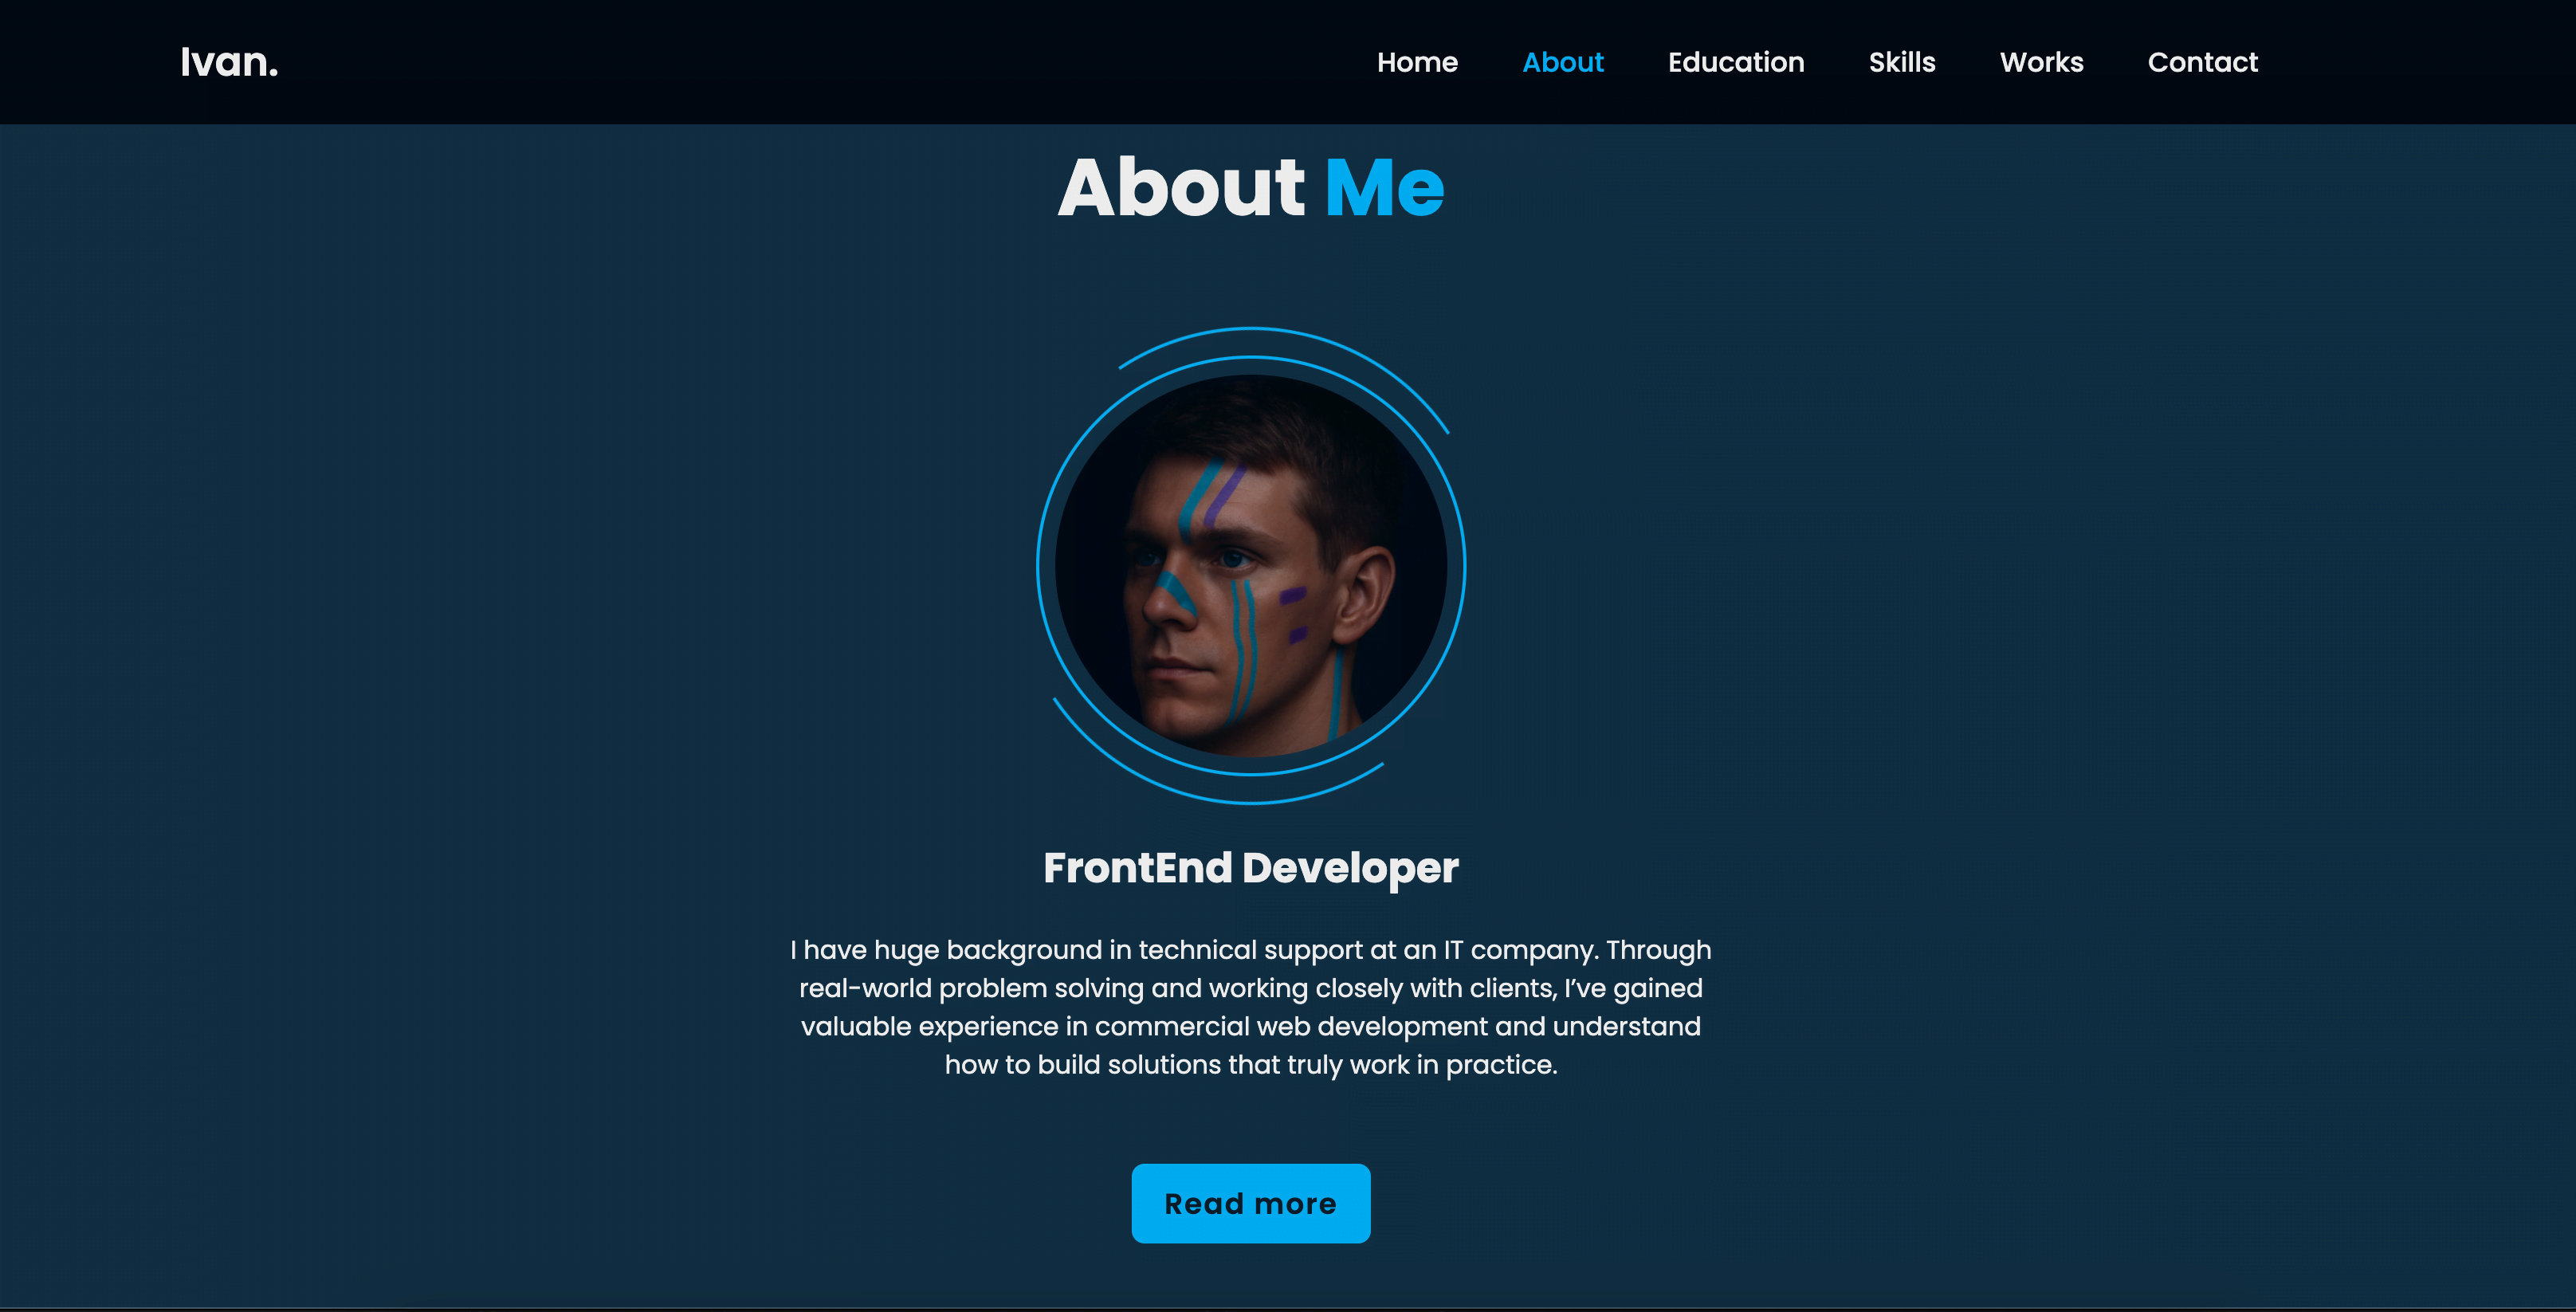 Ivan.
Home About Education Skills Works Contact
About Me
FrontEnd Developer
I have huge background in technical support at an IT company. Through
real-world problem solving and working closely with clients, I’ve gained
valuable experience in commercial web development and understand
how to build solutions that truly work in practice.
Read more